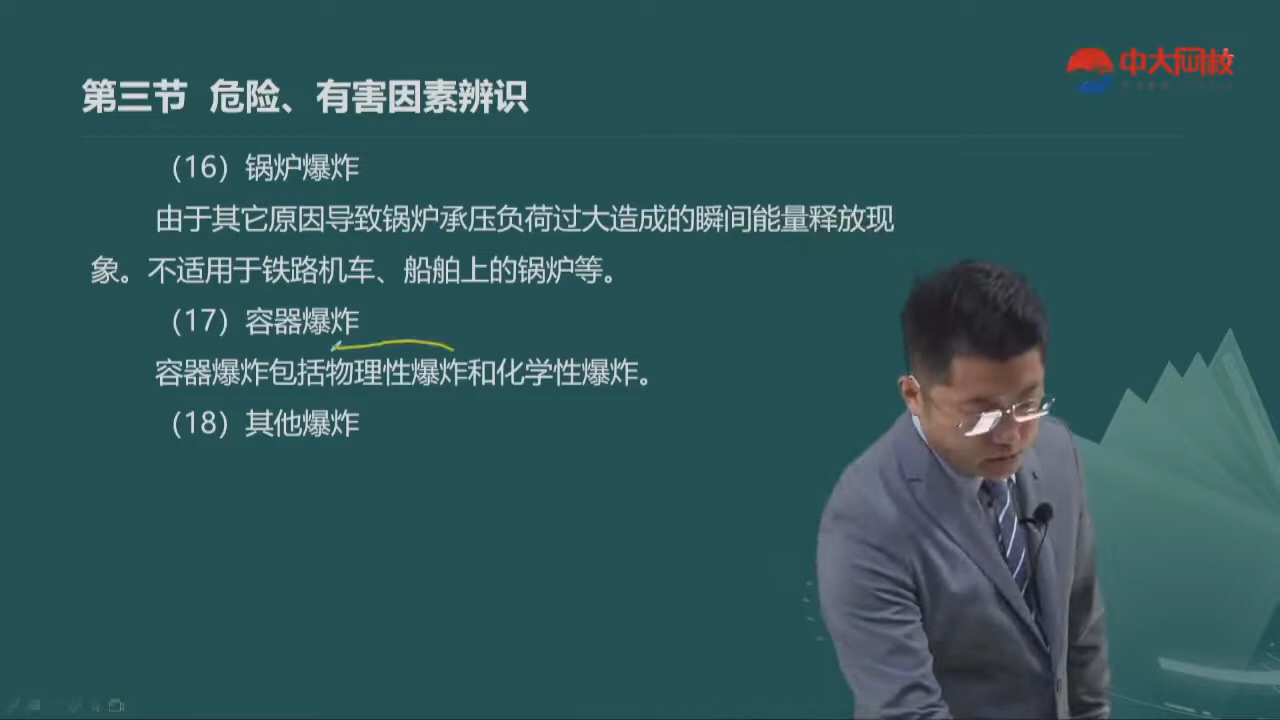 中大网校
第三节 危险、有害因素辨识
（16）锅炉爆炸
由于其它原因导致锅炉承压负荷过大造成的瞬间能量释放现
象。不适用于铁路机车、船舶上的锅炉等。
（17）容器爆炸
容器爆炸包括物理性爆炸和化学性爆炸。
（18）其他爆炸